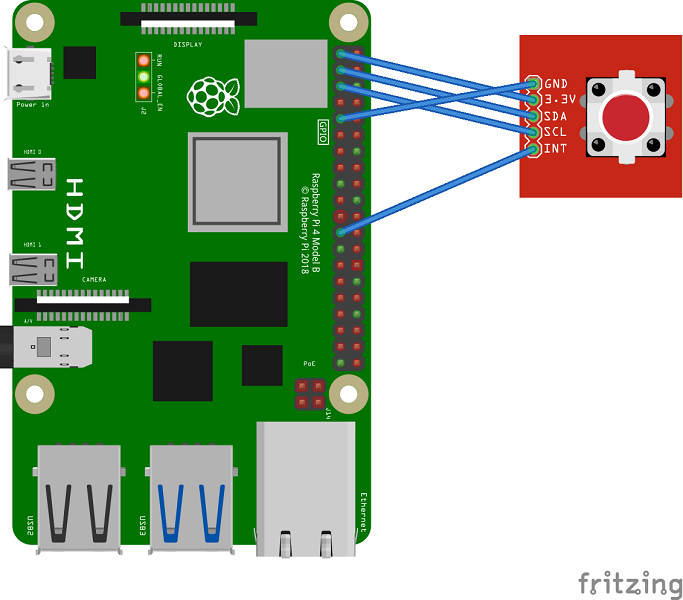 DISPLAY
Power in
RUN
GLOBAL_EN
J2
GPIO
HDMI 0
HDMI
HDMI 1
Raspberry Pi 4 Model B
© Raspberry Pi 2018
CAMERA
A/V
PoE
J14
USB2
USB3
Ethernet
GND
3.3V
SDA
SCL
INT
fritzing